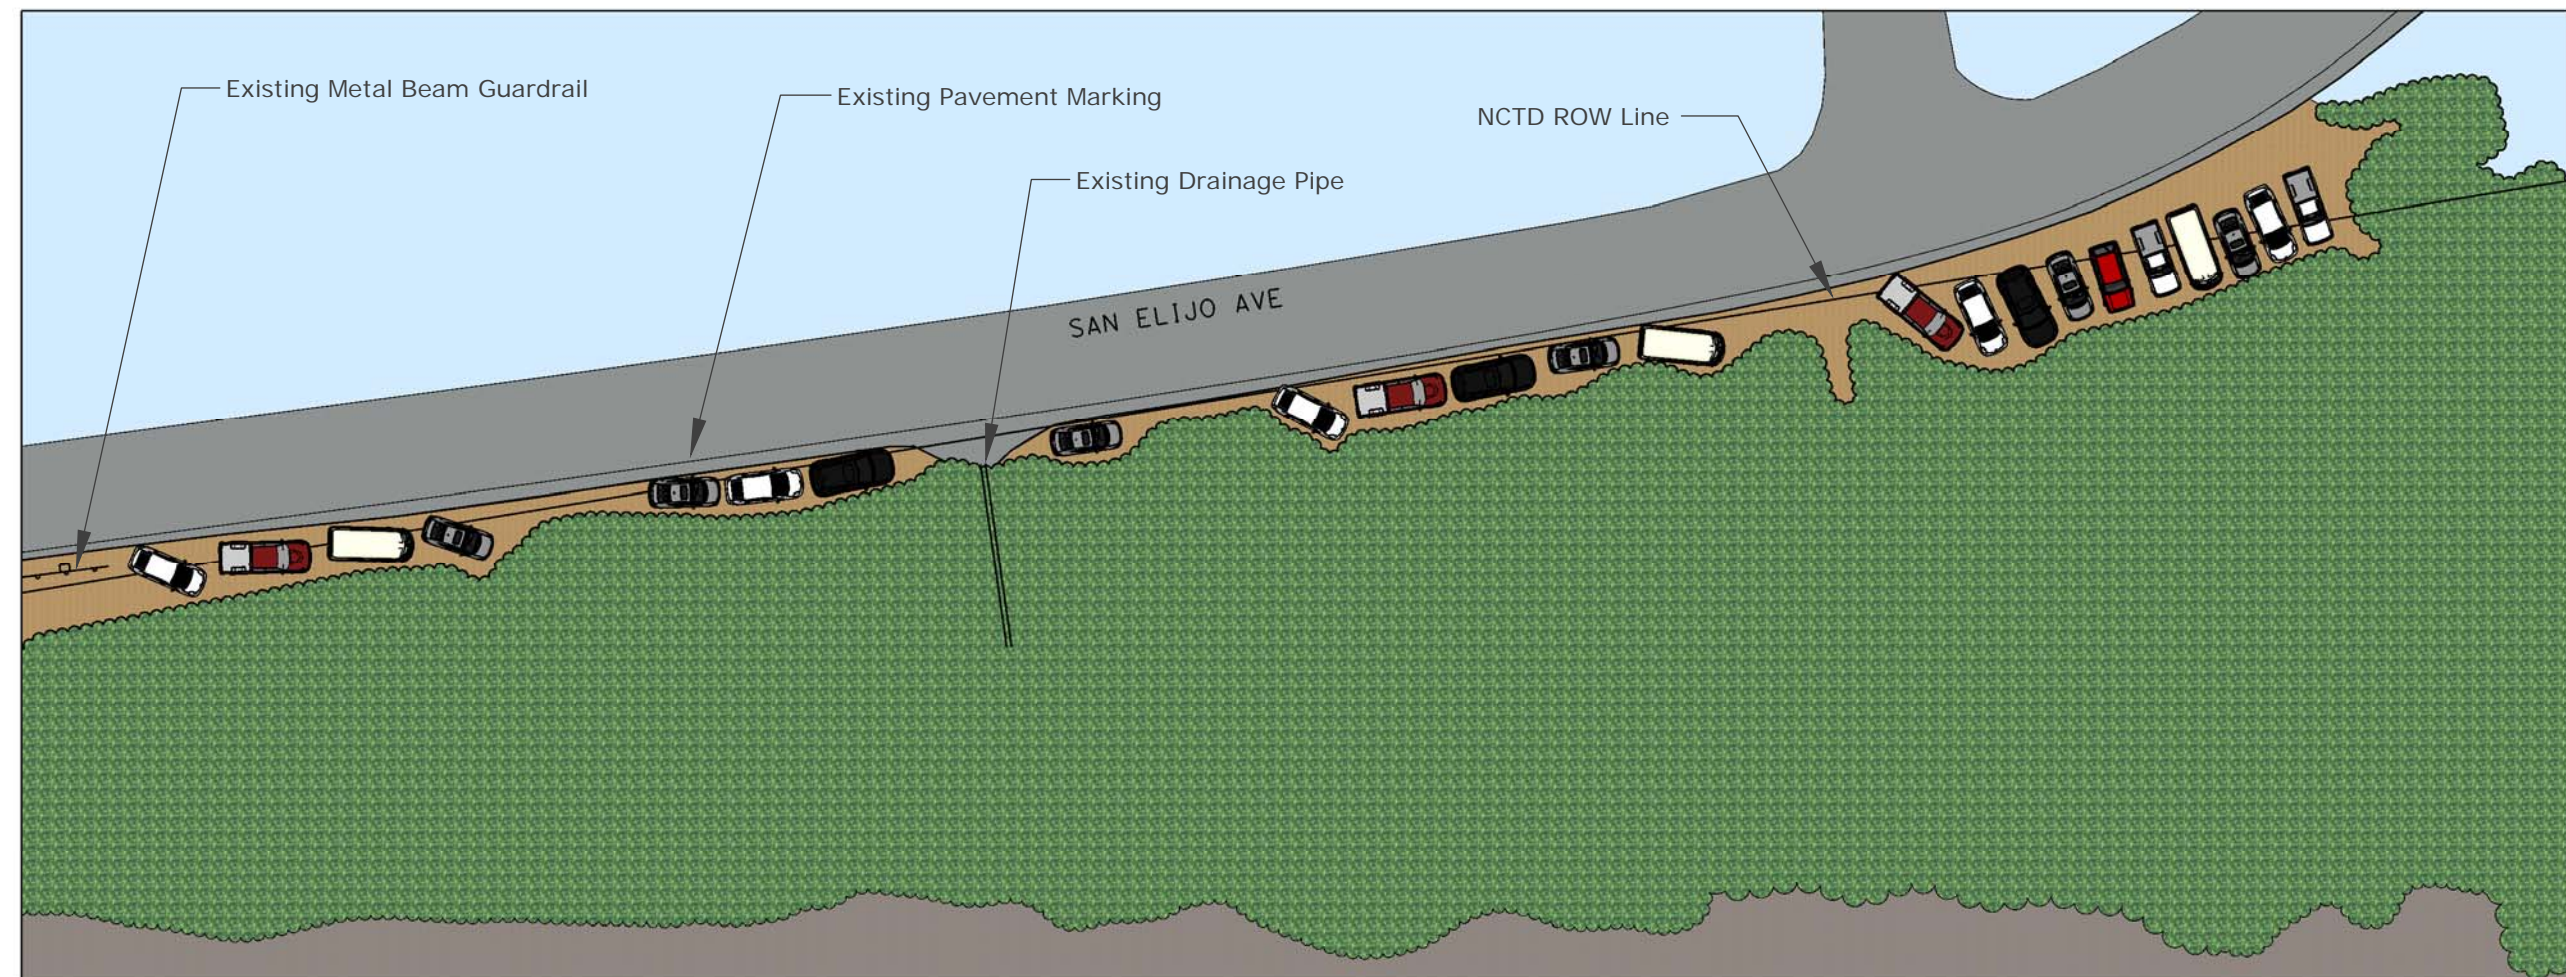 Existing Metal Beam Guardrail
Existing Pavement Marking
NCTD ROW Line
Existing Drainage Pipe
SAN ELIJO AVE